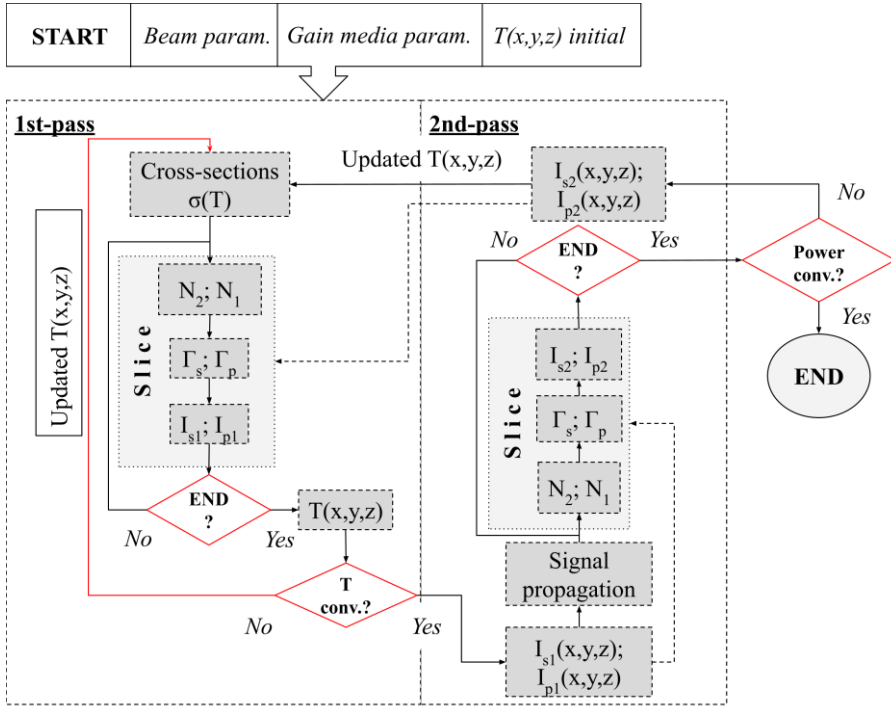 START
Beam param.
Gain media param.
T(x,y,z) initial
1st-pass
Cross-sections
σ(T)
Updated T(x,y,z)
Slice
N₂; N₁
Γₛ; Γₚ
Iₛ₁; Iₚ₁
END
?
No
Yes
T(x,y,z)
T
conv.?
No
Yes
2nd-pass
Updated T(x,y,z)
Iₛ₂(x,y,z);
Iₚ₂(x,y,z)
No
END
?
Yes
Slice
Iₛ₂; Iₚ₂
Γₛ; Γₚ
N₂; N₁
Signal
propagation
Iₛ₁(x,y,z);
Iₚ₁(x,y,z)
No
Power
conv.?
Yes
END